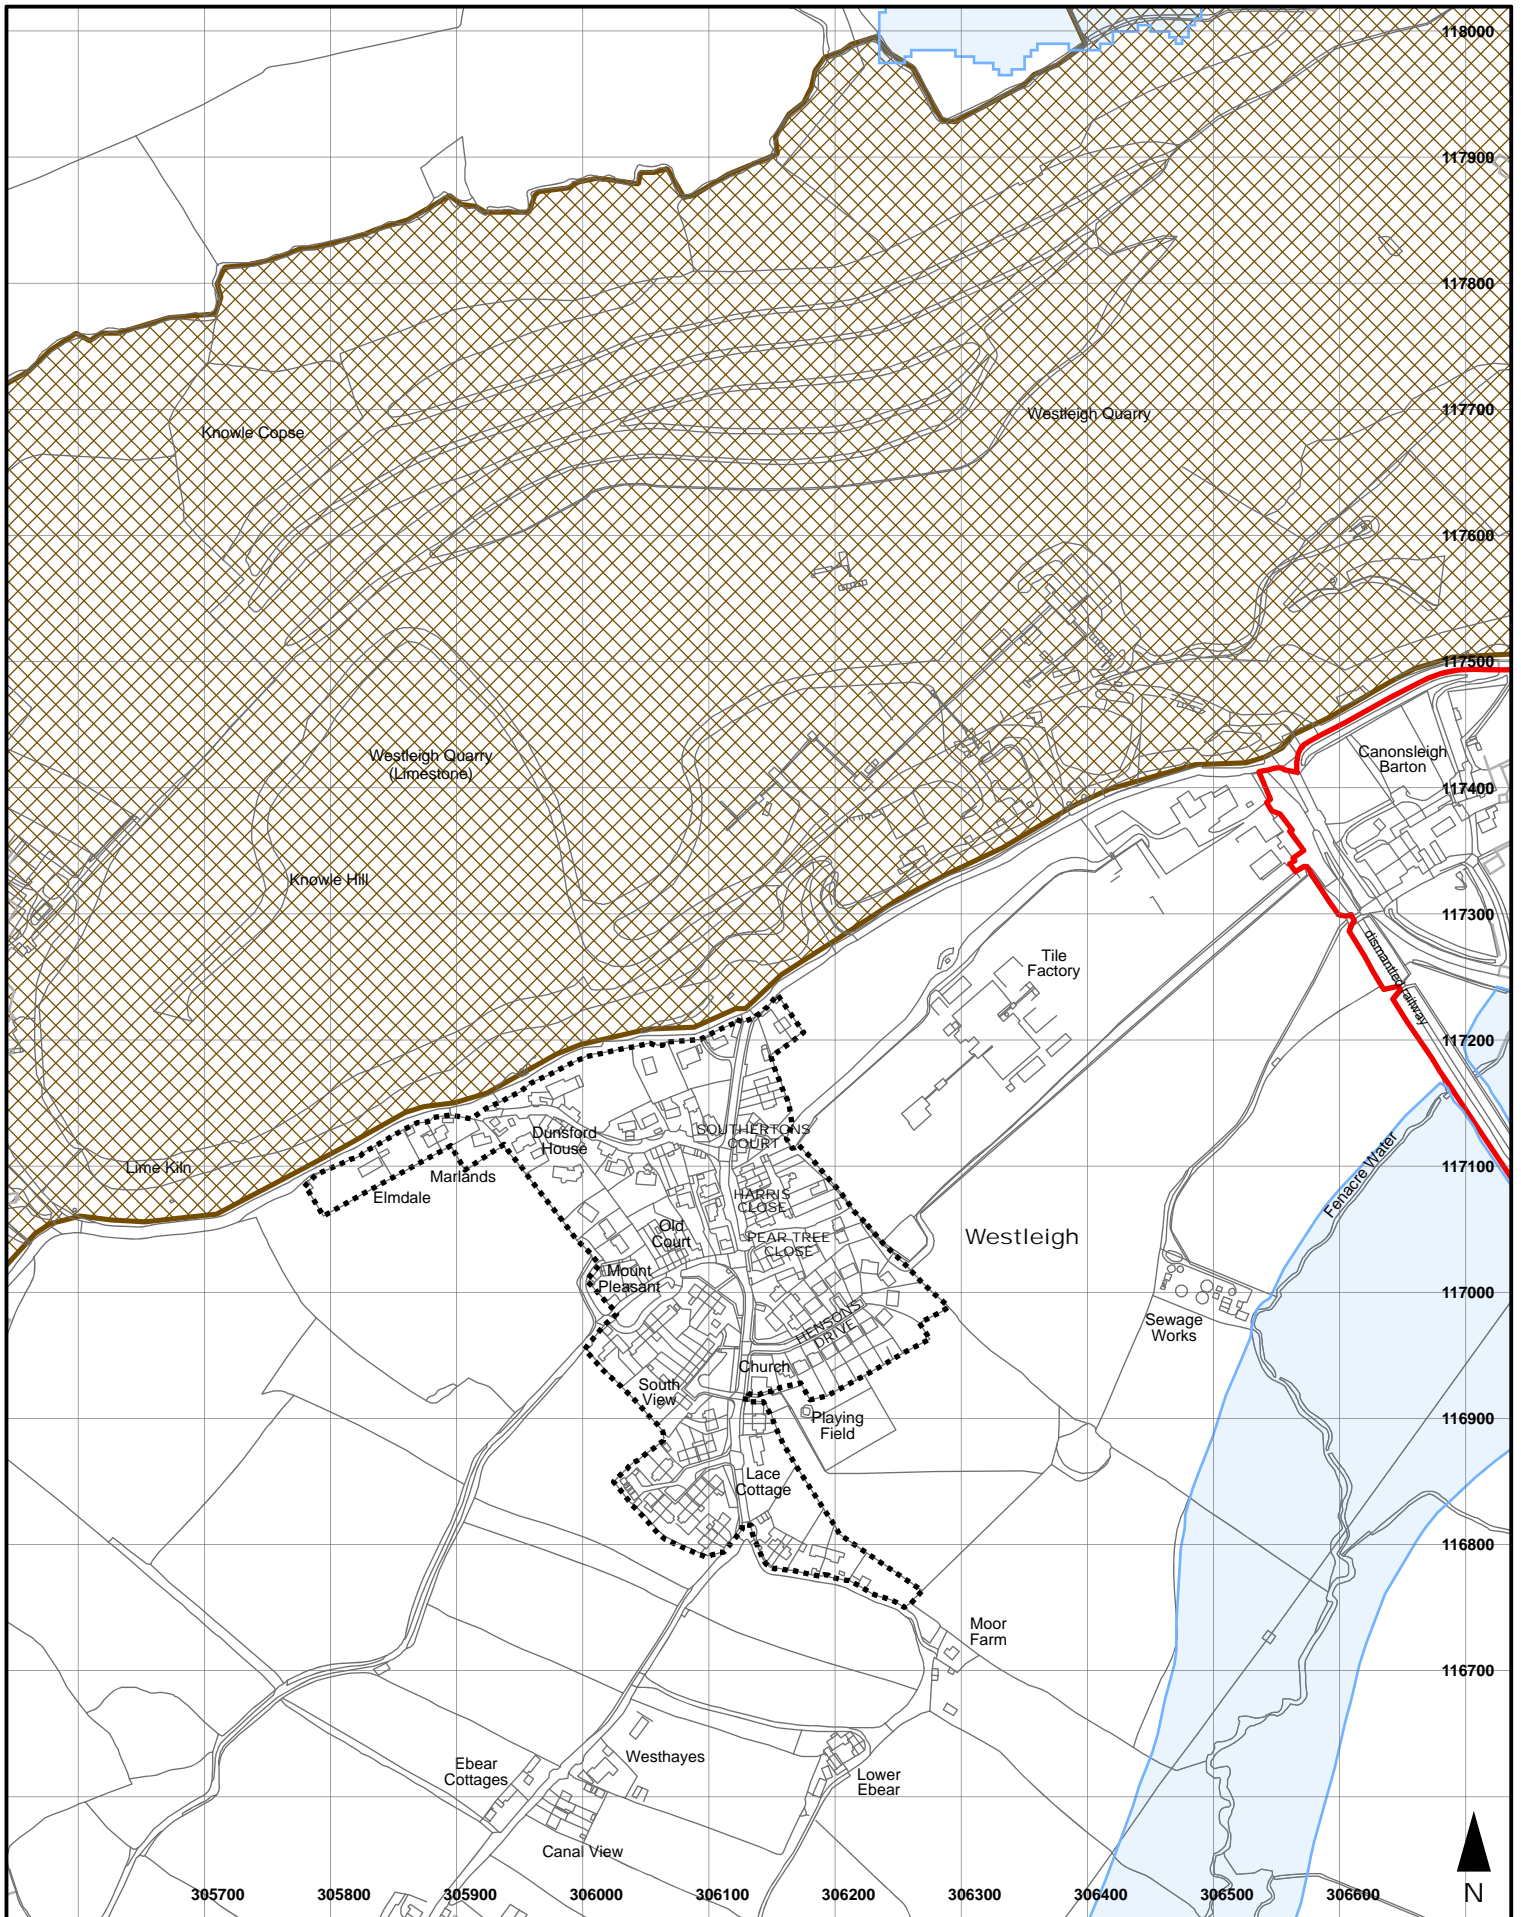 118000
117900
117800
117700
Westleigh Quarry
Knowle Copse
117600
117500
Westleigh Quarry
(Limestone)
Canonsleigh
Barton
117400
Knowle Hill
117300
dismantled railway
Tile
Factory
117200
SOUTHERTONS
COURT
Dunsford
House
Fenacre Water
Lime Kiln
117100
Marlands
Elmdale
HARRIS
CLOSE
Old
Court
PEAR TREE
CLOSE
Westleigh
Mount
Pleasant
117000
HENSONS
DRIVE
Sewage
Works
Church
South
View
116900
Playing
Field
Lace
Cottage
116800
Moor
Farm
116700
Westhayes
Ebear
Cottages
Lower
Ebear
Canal View
305700
305800
305900
306000
306100
306200
306300
306400
306500
306600
N